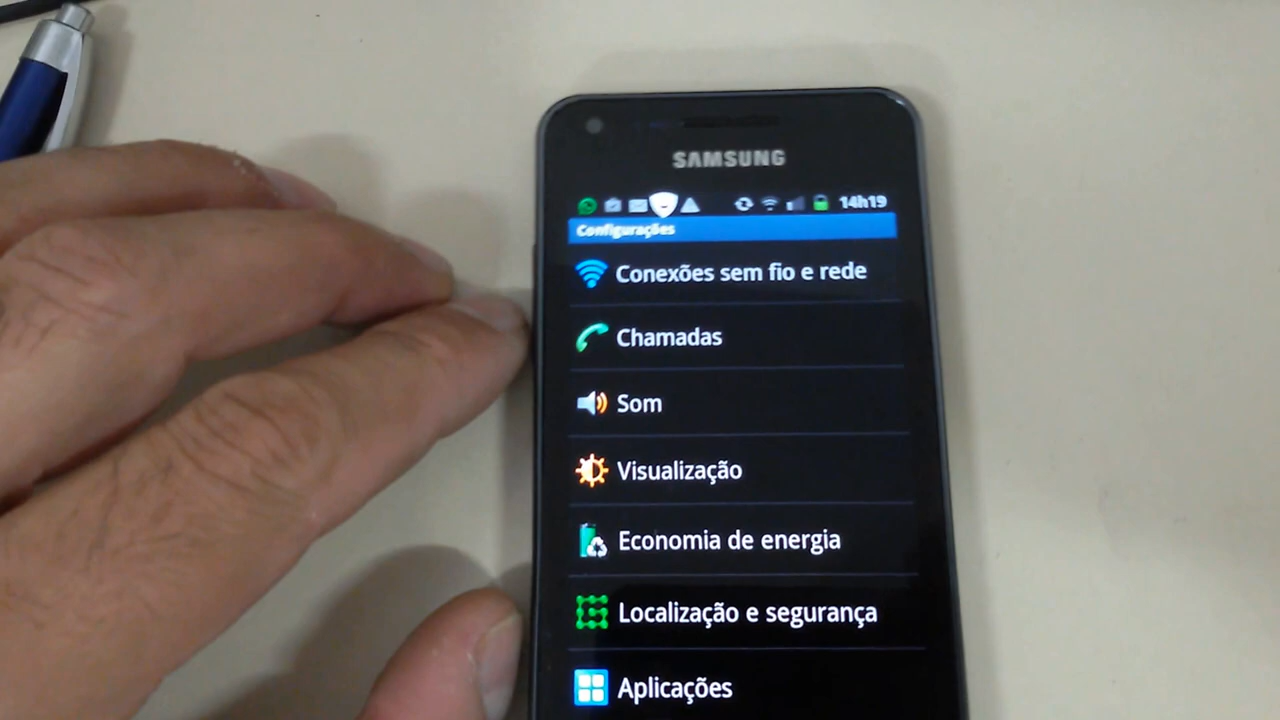 SAMSUNG
14h19
Configurações
Conexões sem fio e rede
Chamadas
Som
Visualização
Economia de energia
Localização e segurança
Aplicações